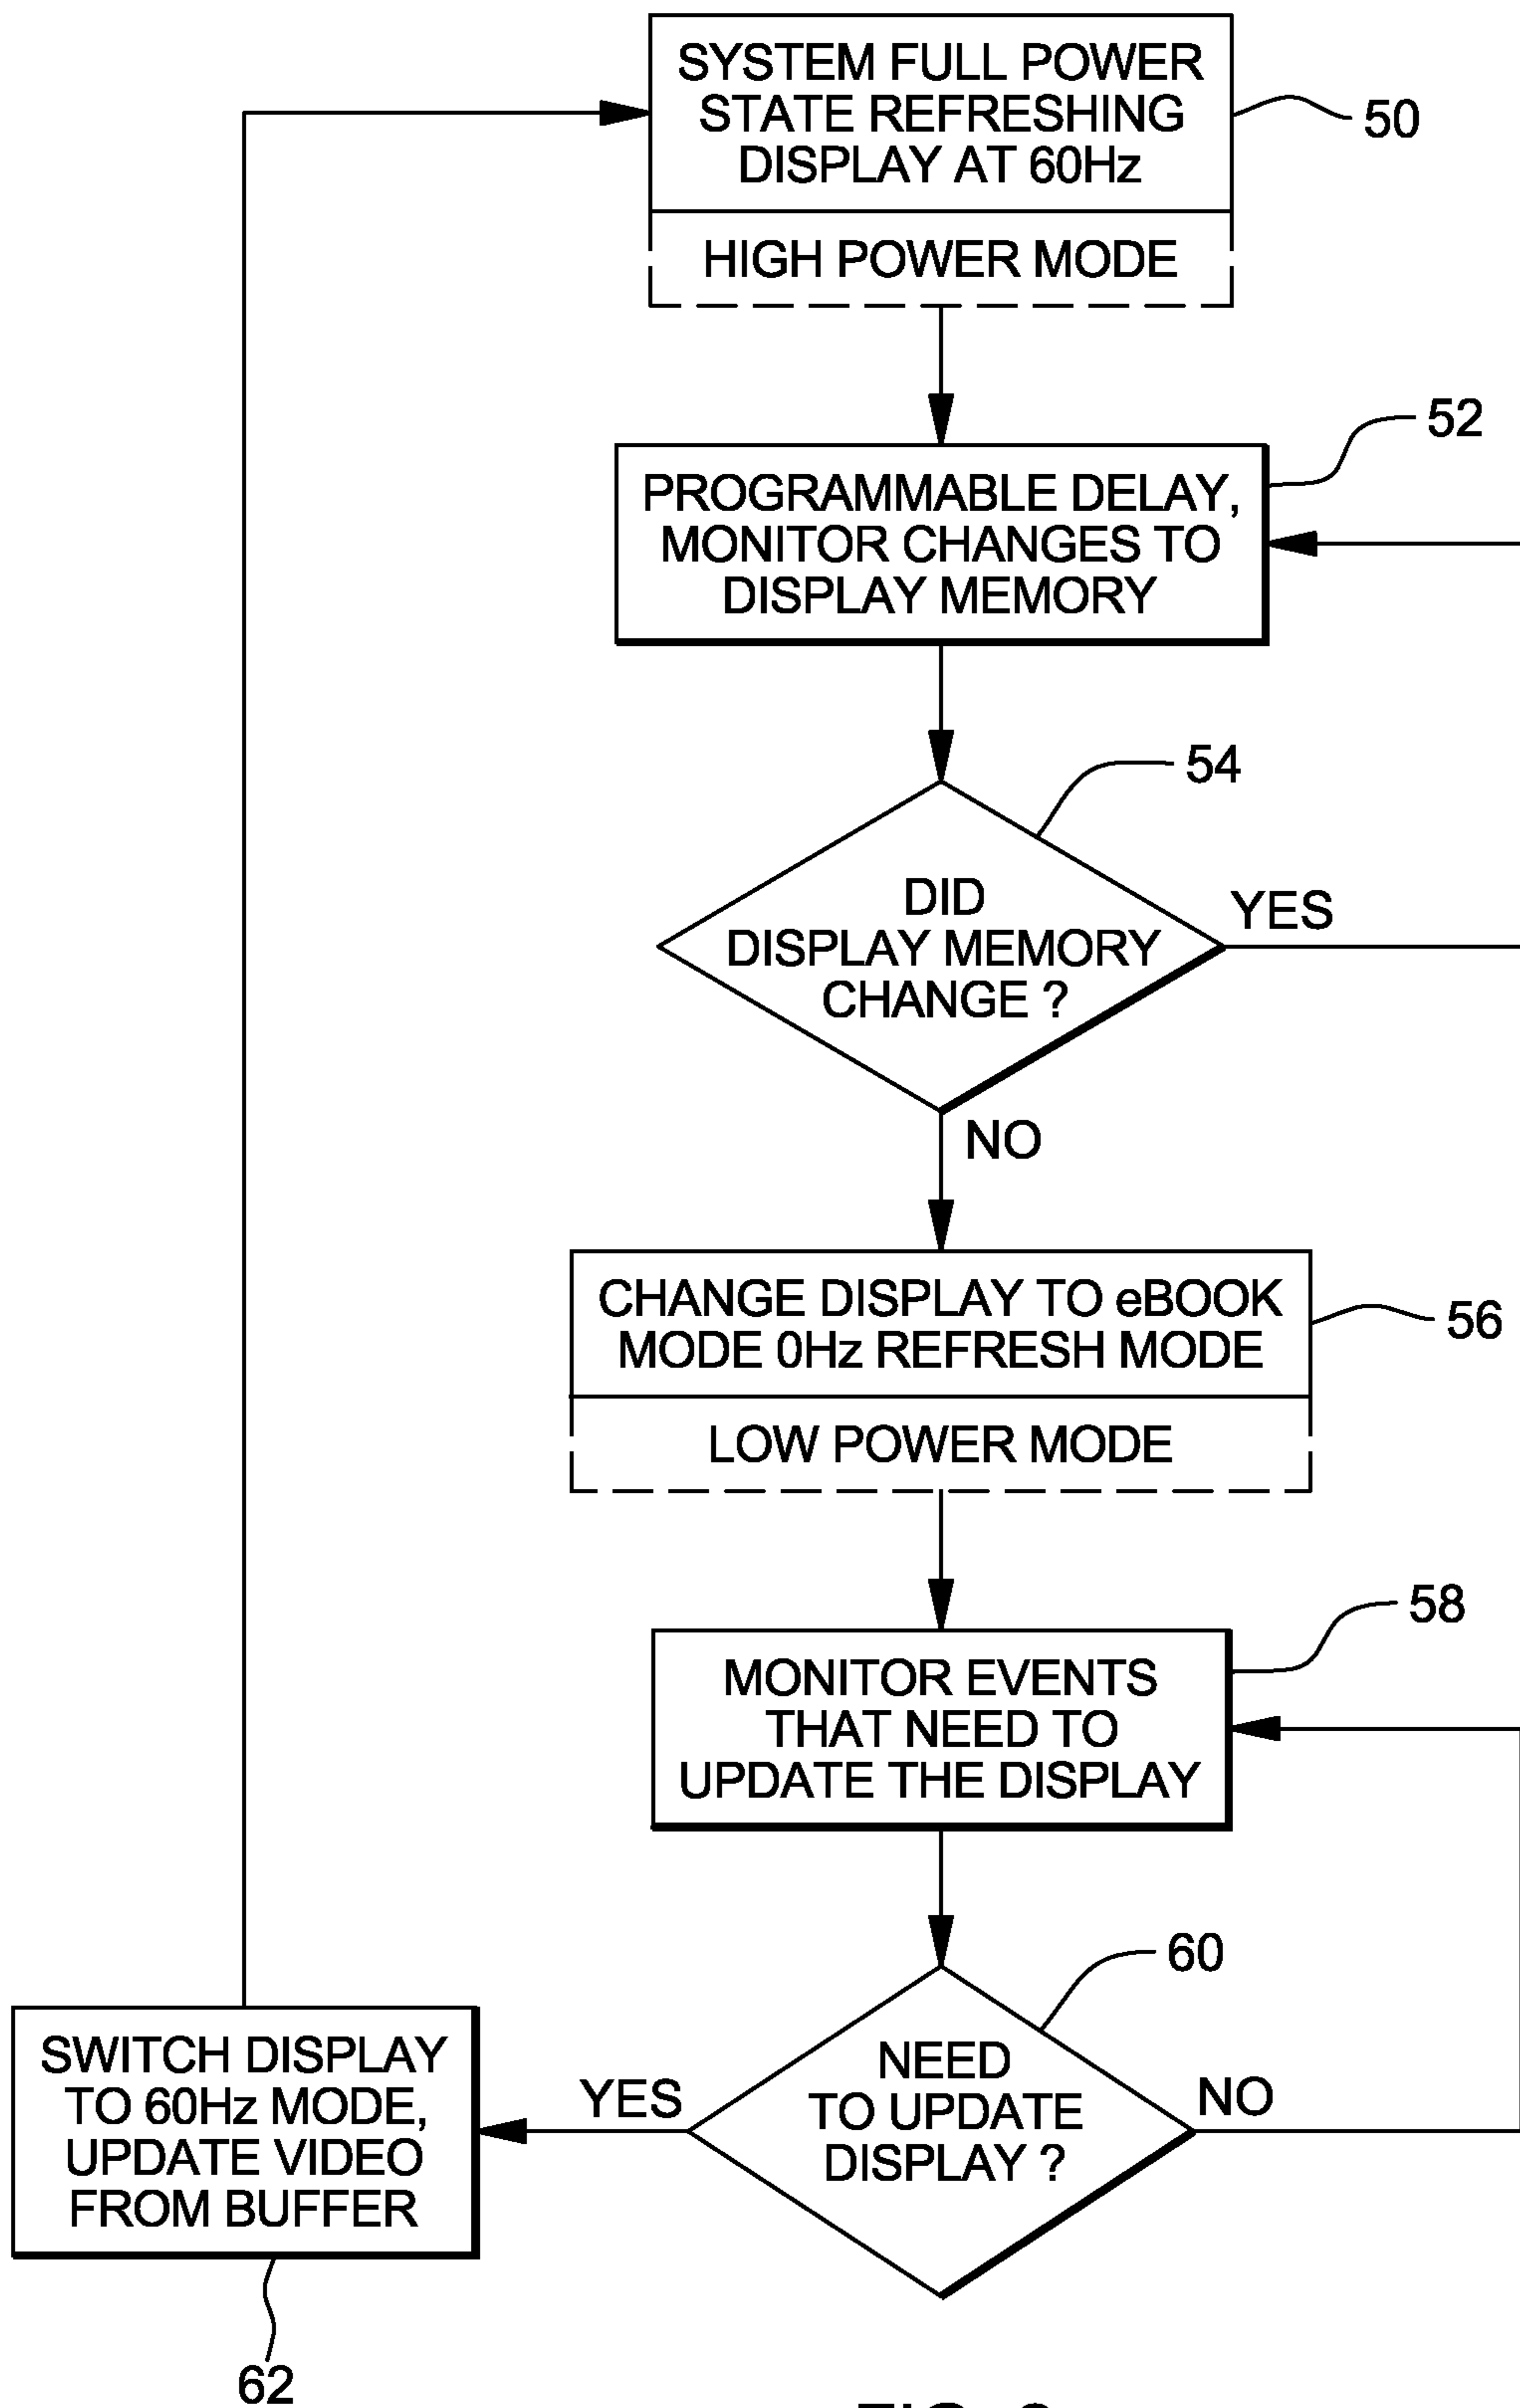 SYSTEM FULL POWER
STATE REFRESHING
DISPLAY AT 60Hz
50
HIGH POWER MODE
52
PROGRAMMABLE DELAY,
MONITOR CHANGES TO
DISPLAY MEMORY
54
DID
DISPLAY MEMORY
CHANGE ?
YES
NO
CHANGE DISPLAY TO eBOOK
MODE 0Hz REFRESH MODE
56
LOW POWER MODE
58
MONITOR EVENTS
THAT NEED TO
UPDATE THE DISPLAY
60
NEED
TO UPDATE
DISPLAY ?
YES
NO
SWITCH DISPLAY
TO 60Hz MODE,
UPDATE VIDEO
FROM BUFFER
62